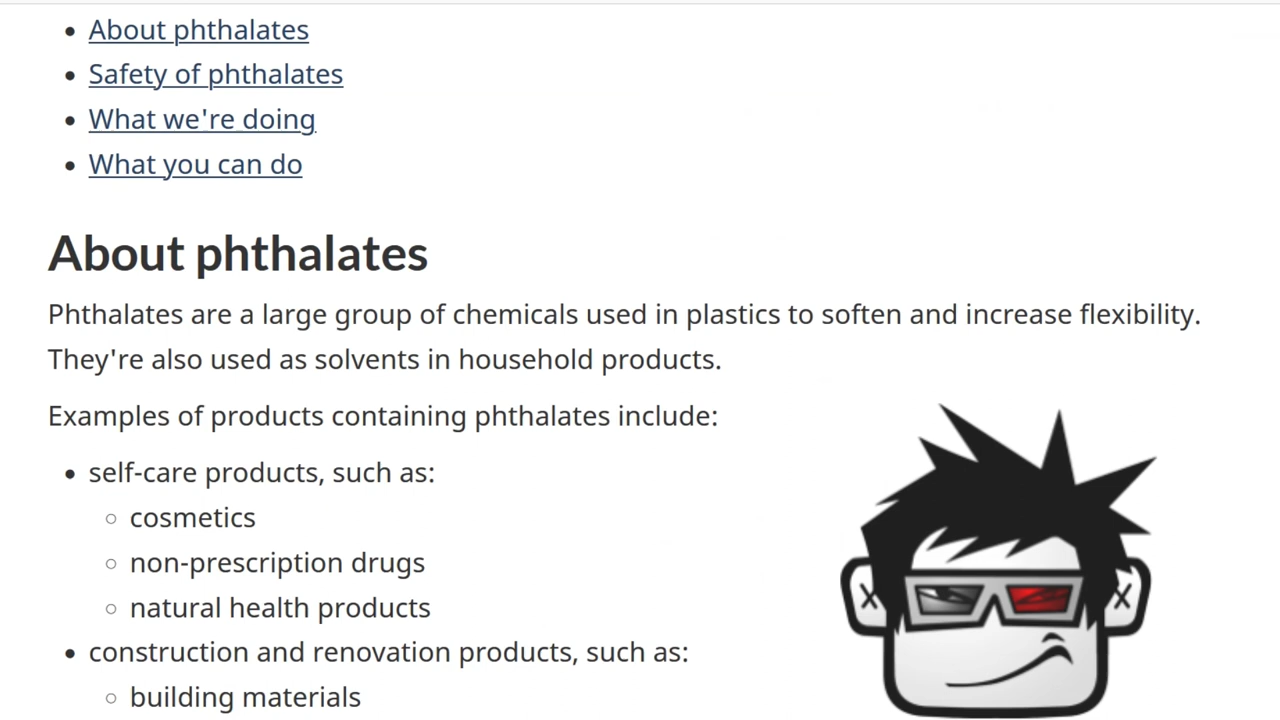 About phthalates
Safety of phthalates
What we're doing
What you can do
About phthalates
Phthalates are a large group of chemicals used in plastics to soften and increase flexibility.
They're also used as solvents in household products.
Examples of products containing phthalates include:
self-care products, such as:
cosmetics
non-prescription drugs
natural health products
construction and renovation products, such as:
building materials